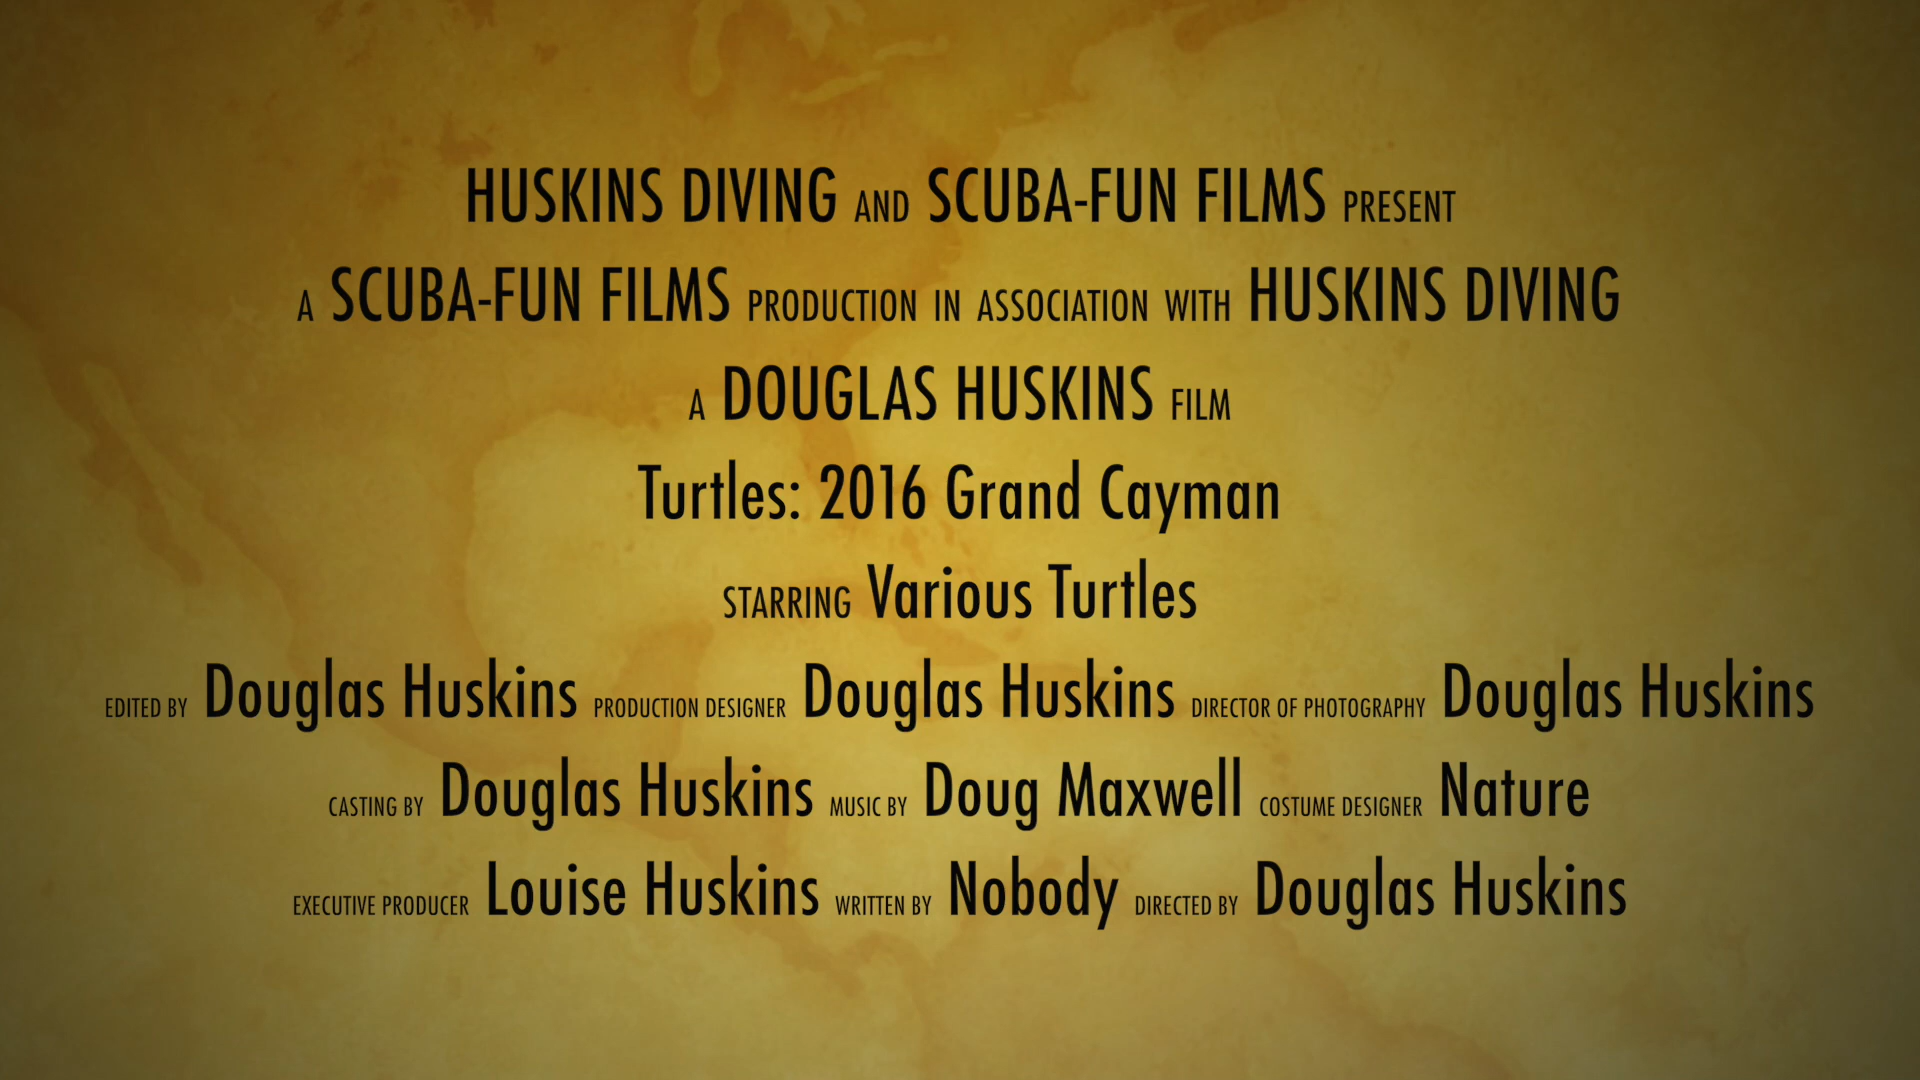 HUSKINS DIVING AND SCUBA-FUN FILMS PRESENT
A SCUBA-FUN FILMS PRODUCTION IN ASSOCIATION WITH HUSKINS DIVING
A DOUGLAS HUSKINS FILM
Turtles: 2016 Grand Cayman
STARRING Various Turtles
EDITED BY Douglas Huskins PRODUCTION DESIGNER Douglas Huskins DIRECTOR OF PHOTOGRAPHY Douglas Huskins
CASTING BY Douglas Huskins MUSIC BY Doug Maxwell COSTUME DESIGNER Nature
EXECUTIVE PRODUCER Louise Huskins WRITTEN BY Nobody DIRECTED BY Douglas Huskins